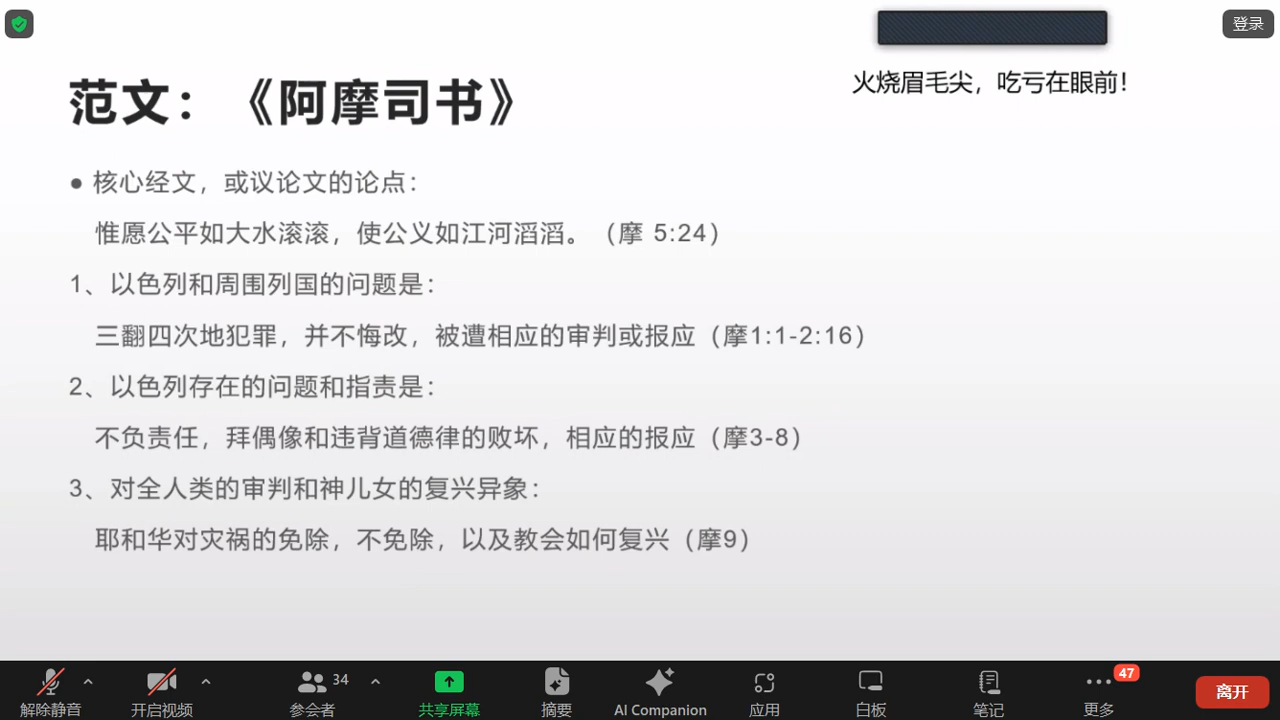 登录
火烧眉毛尖，吃亏在眼前！
范文：《阿摩司书》
● 核心经文，或议论文的论点：
惟愿公平如大水滚滚，使公义如江河滔滔。（摩 5:24）
1、以色列和周围列国的问题是：
三翻四次地犯罪，并不悔改，被遭相应的审判或报应（摩1:1-2:16）
2、以色列存在的问题和指责是：
不负责任，拜偶像和违背道德律的败坏，相应的报应（摩3-8）
3、对全人类的审判和神儿女的复兴异象：
耶和华对灾祸的免除，不免除，以及教会如何复兴（摩9）
34
47
解除静音 开启视频 参会者 共享屏幕 摘要 AI Companion 应用 白板 笔记 更多 离开